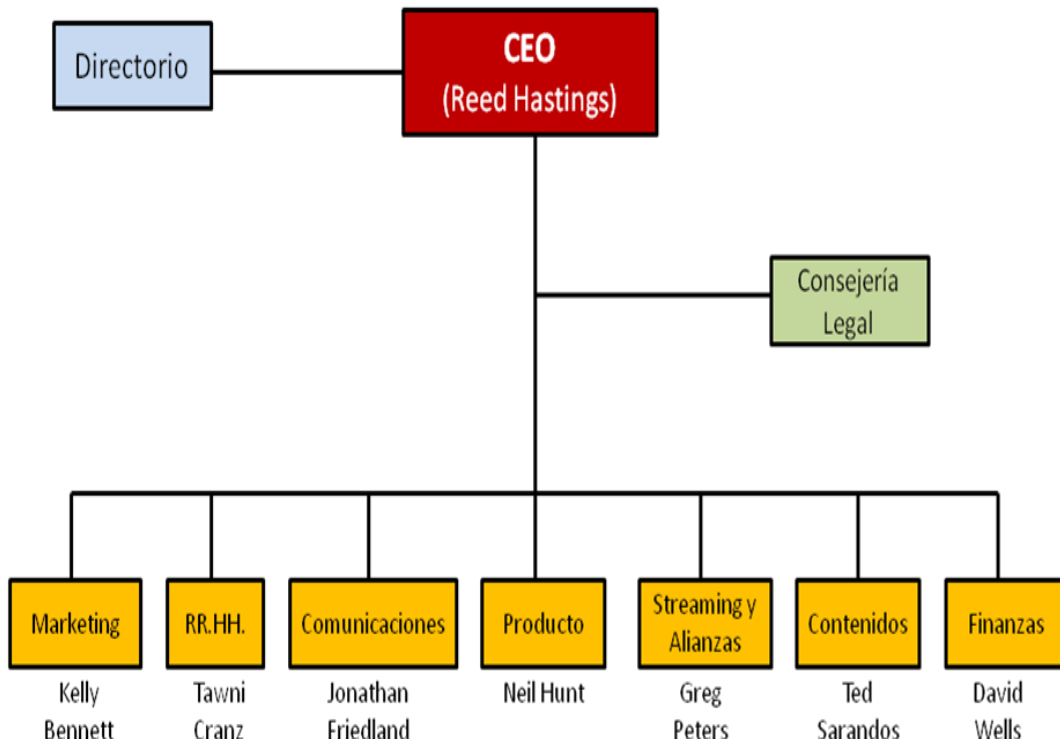 Directorio
CEO
(Reed Hastings)
Consejería
Legal
Marketing
RR.HH.
Comunicaciones
Producto
Streaming y
Alianzas
Contenidos
Finanzas
Kelly
Bennett
Tawni
Cranz
Jonathan
Friedland
Neil Hunt
Greg
Peters
Ted
Sarandos
David
Wells